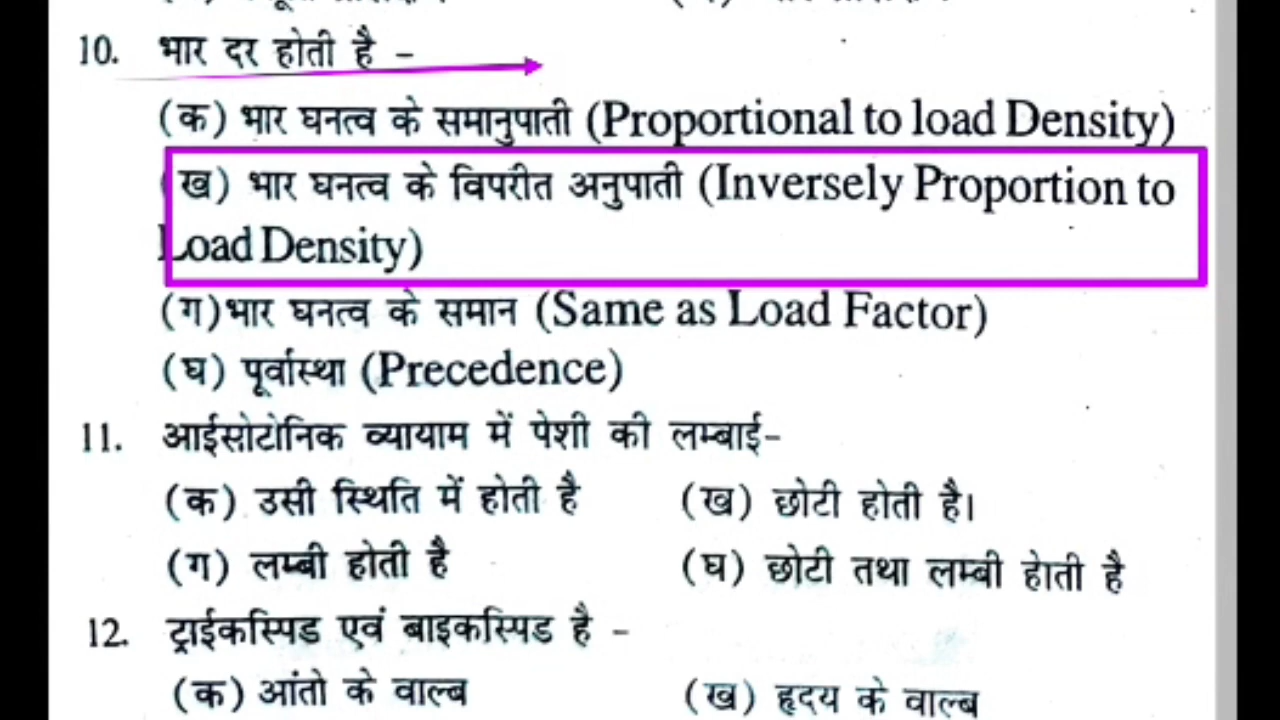 10. भार दर होती है -
(क) भार घनत्व के समानुपाती (Proportional to load Density)
(ख) भार घनत्व के विपरीत अनुपाती (Inversely Proportion to
Load Density)
(ग)भार घनत्व के समान (Same as Load Factor)
(घ) पूर्वास्था (Precedence)
11. आईसोटोनिक व्यायाम में पेशी की लम्बाई-
(क) उसी स्थिति में होती है (ख) छोटी होती है।
(ग) लम्बी होती है (घ) छोटी तथा लम्बी होती है
12. ट्राईकस्पिड एवं बाइकस्पिड है -
(क) आंतो के वाल्ब (ख) हृदय के वाल्ब